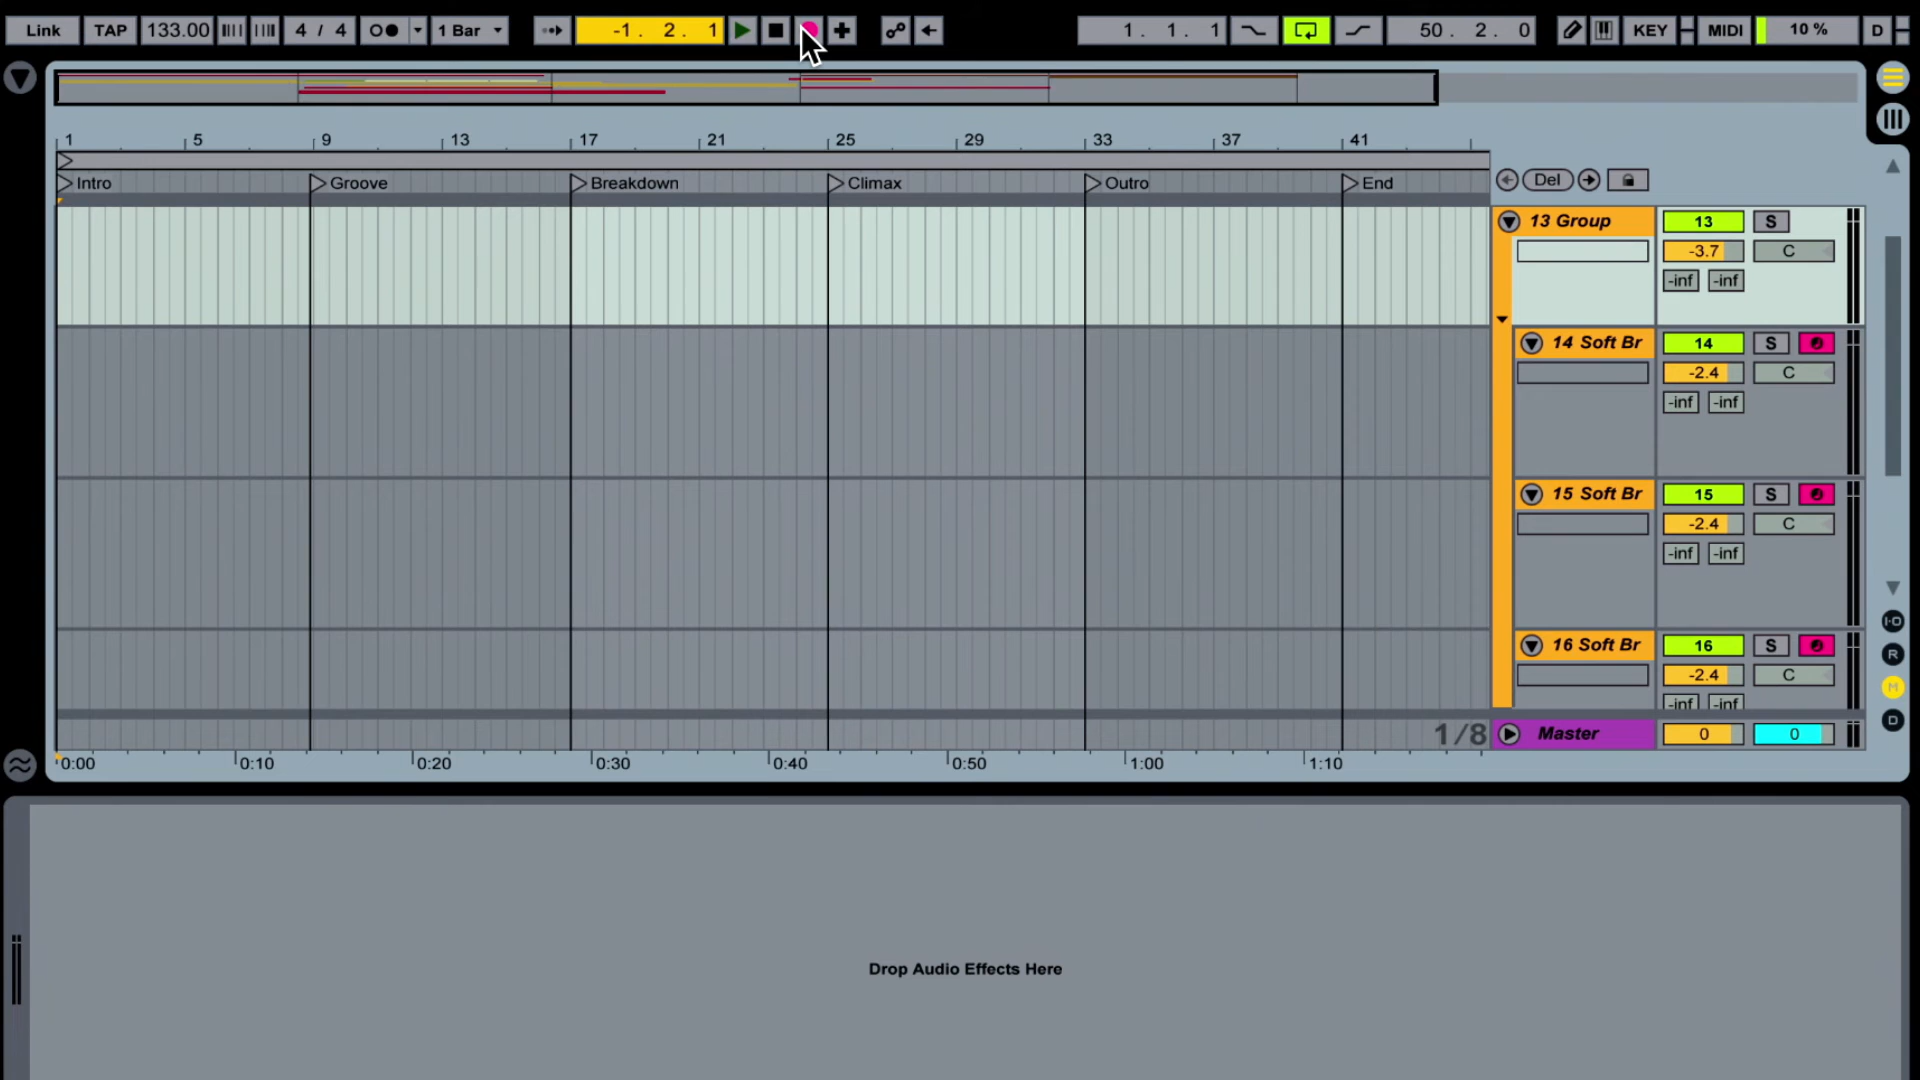 Link TAP 133.00 4 / 4 1 Bar -1. 2. 1 1. 1. 1 50. 2. 0 KEY MIDI 10 % D
1 5 9 13 17 21 25 29 33 37 41
Intro Groove Breakdown Climax Outro End Del
13 Group 13 S
-3.7 C
-inf -inf
14 Soft Br 14 S
-2.4 C
-inf -inf
15 Soft Br 15 S
-2.4 C
-inf -inf
I·O
16 Soft Br 16 S
R
-2.4 C
M
-inf -inf
D
1/8 Master 0 0
0:00 0:10 0:20 0:30 0:40 0:50 1:00 1:10
Drop Audio Effects Here